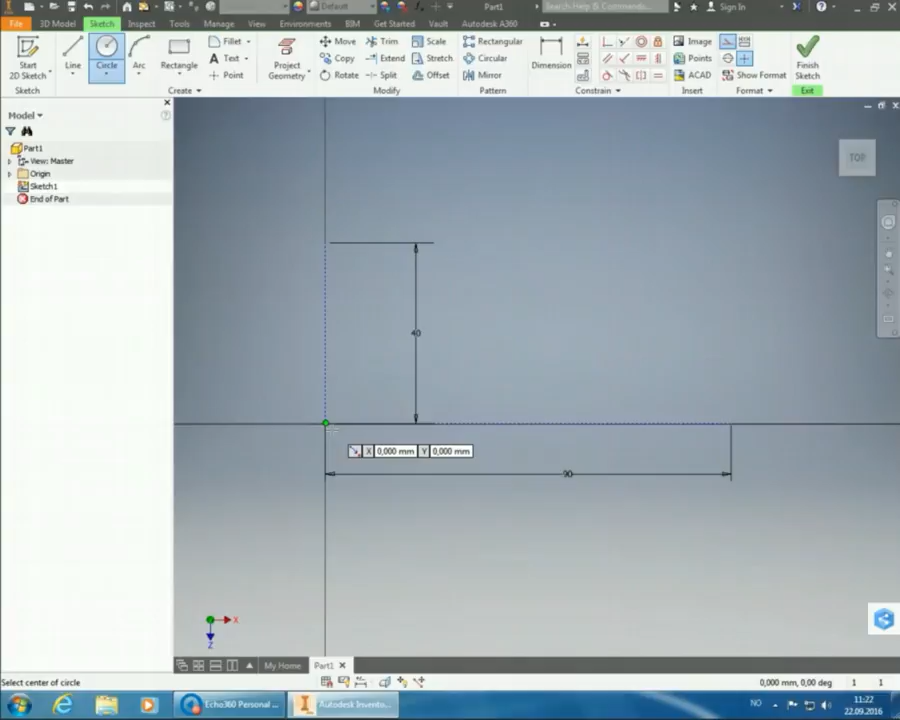 Default
Part1
Search Help & Commands...
Sign In
File 3D Model Sketch Inspect Tools Manage View Environments BIM Get Started Vault Autodesk A360
Start
2D Sketch
Line Circle Arc Rectangle
Fillet
Text
Point
Project
Geometry
Move Trim Scale
Copy Extend Stretch
Rotate Split Offset
Rectangular
Circular
Mirror
Dimension
Image
Points
ACAD
Show Format
Finish
Sketch
Sketch Create Modify Pattern Constrain Insert Format Exit
Model
Part1
View: Master
Origin
Sketch1
End of Part
TOP
40
X 0,000 mm Y 0,000 mm
90
X
Z
My Home Part1
Select center of circle
0,000 mm, 0,00 deg 1 1
Echo360 Personal ...
Autodesk Invento...
NO
11:22
22.09.2016